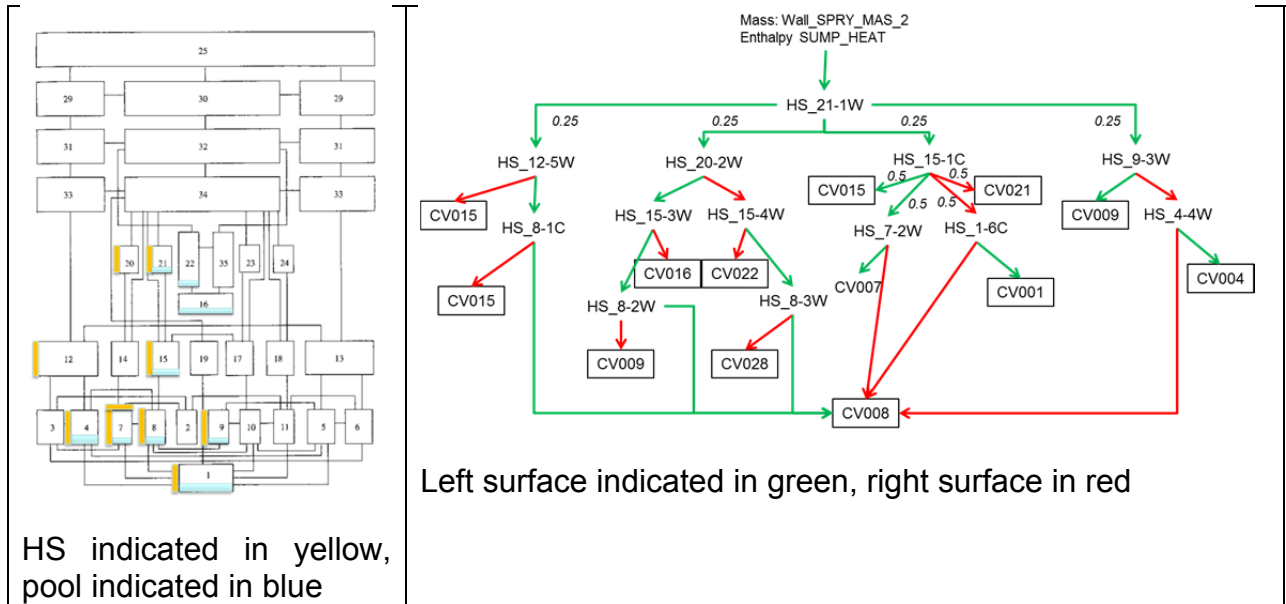 25
29 30 29
31 32 31
33 34 33
20 21 22 35 23 24
16
12 14 15 19 17 18 13
3 4 7 8 2 9 10 11 5 6
1
HS indicated in yellow,
pool indicated in blue
Mass: Wall_SPRY_MAS_2
Enthalpy SUMP_HEAT
HS_21-1W
0.25 0.25 0.25 0.25
HS_12-5W HS_20-2W HS_15-1C HS_9-3W
0.5 0.5
CV015 CV015 CV021
0.5 0.5
HS_15-3W HS_15-4W CV009 HS_4-4W
HS_8-1C HS_7-2W HS_1-6C
CV016 CV022 CV004
CV015 CV007 CV001
HS_8-2W HS_8-3W
CV009 CV028
CV008
Left surface indicated in green, right surface in red